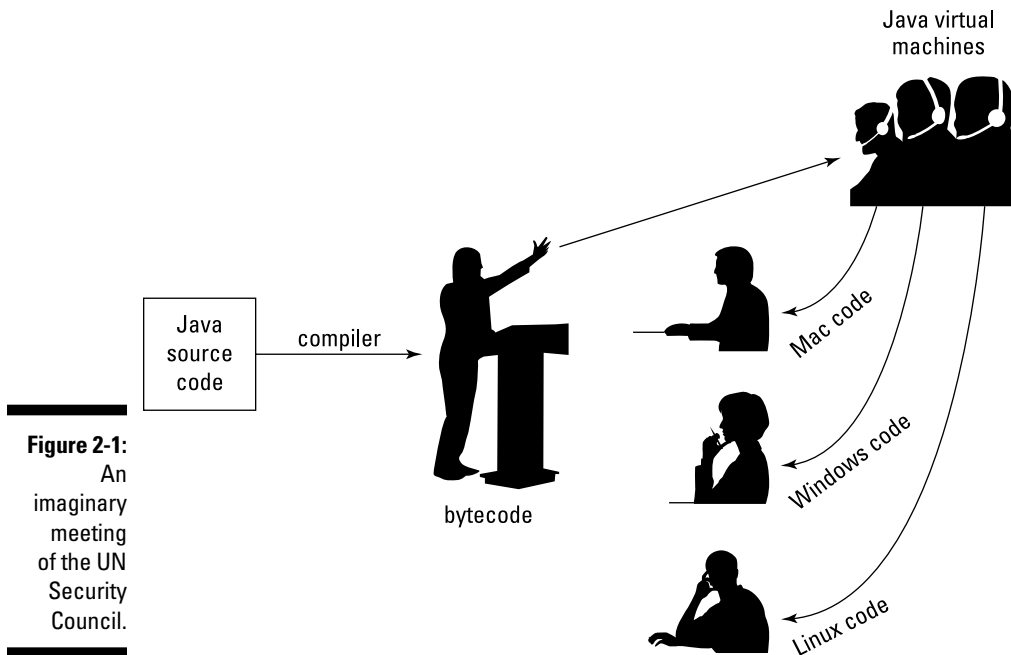 Java virtual
machines
Java
source
code
compiler
bytecode
Mac code
Windows code
Linux code
Figure 2-1:
An
imaginary
meeting
of the UN
Security
Council.